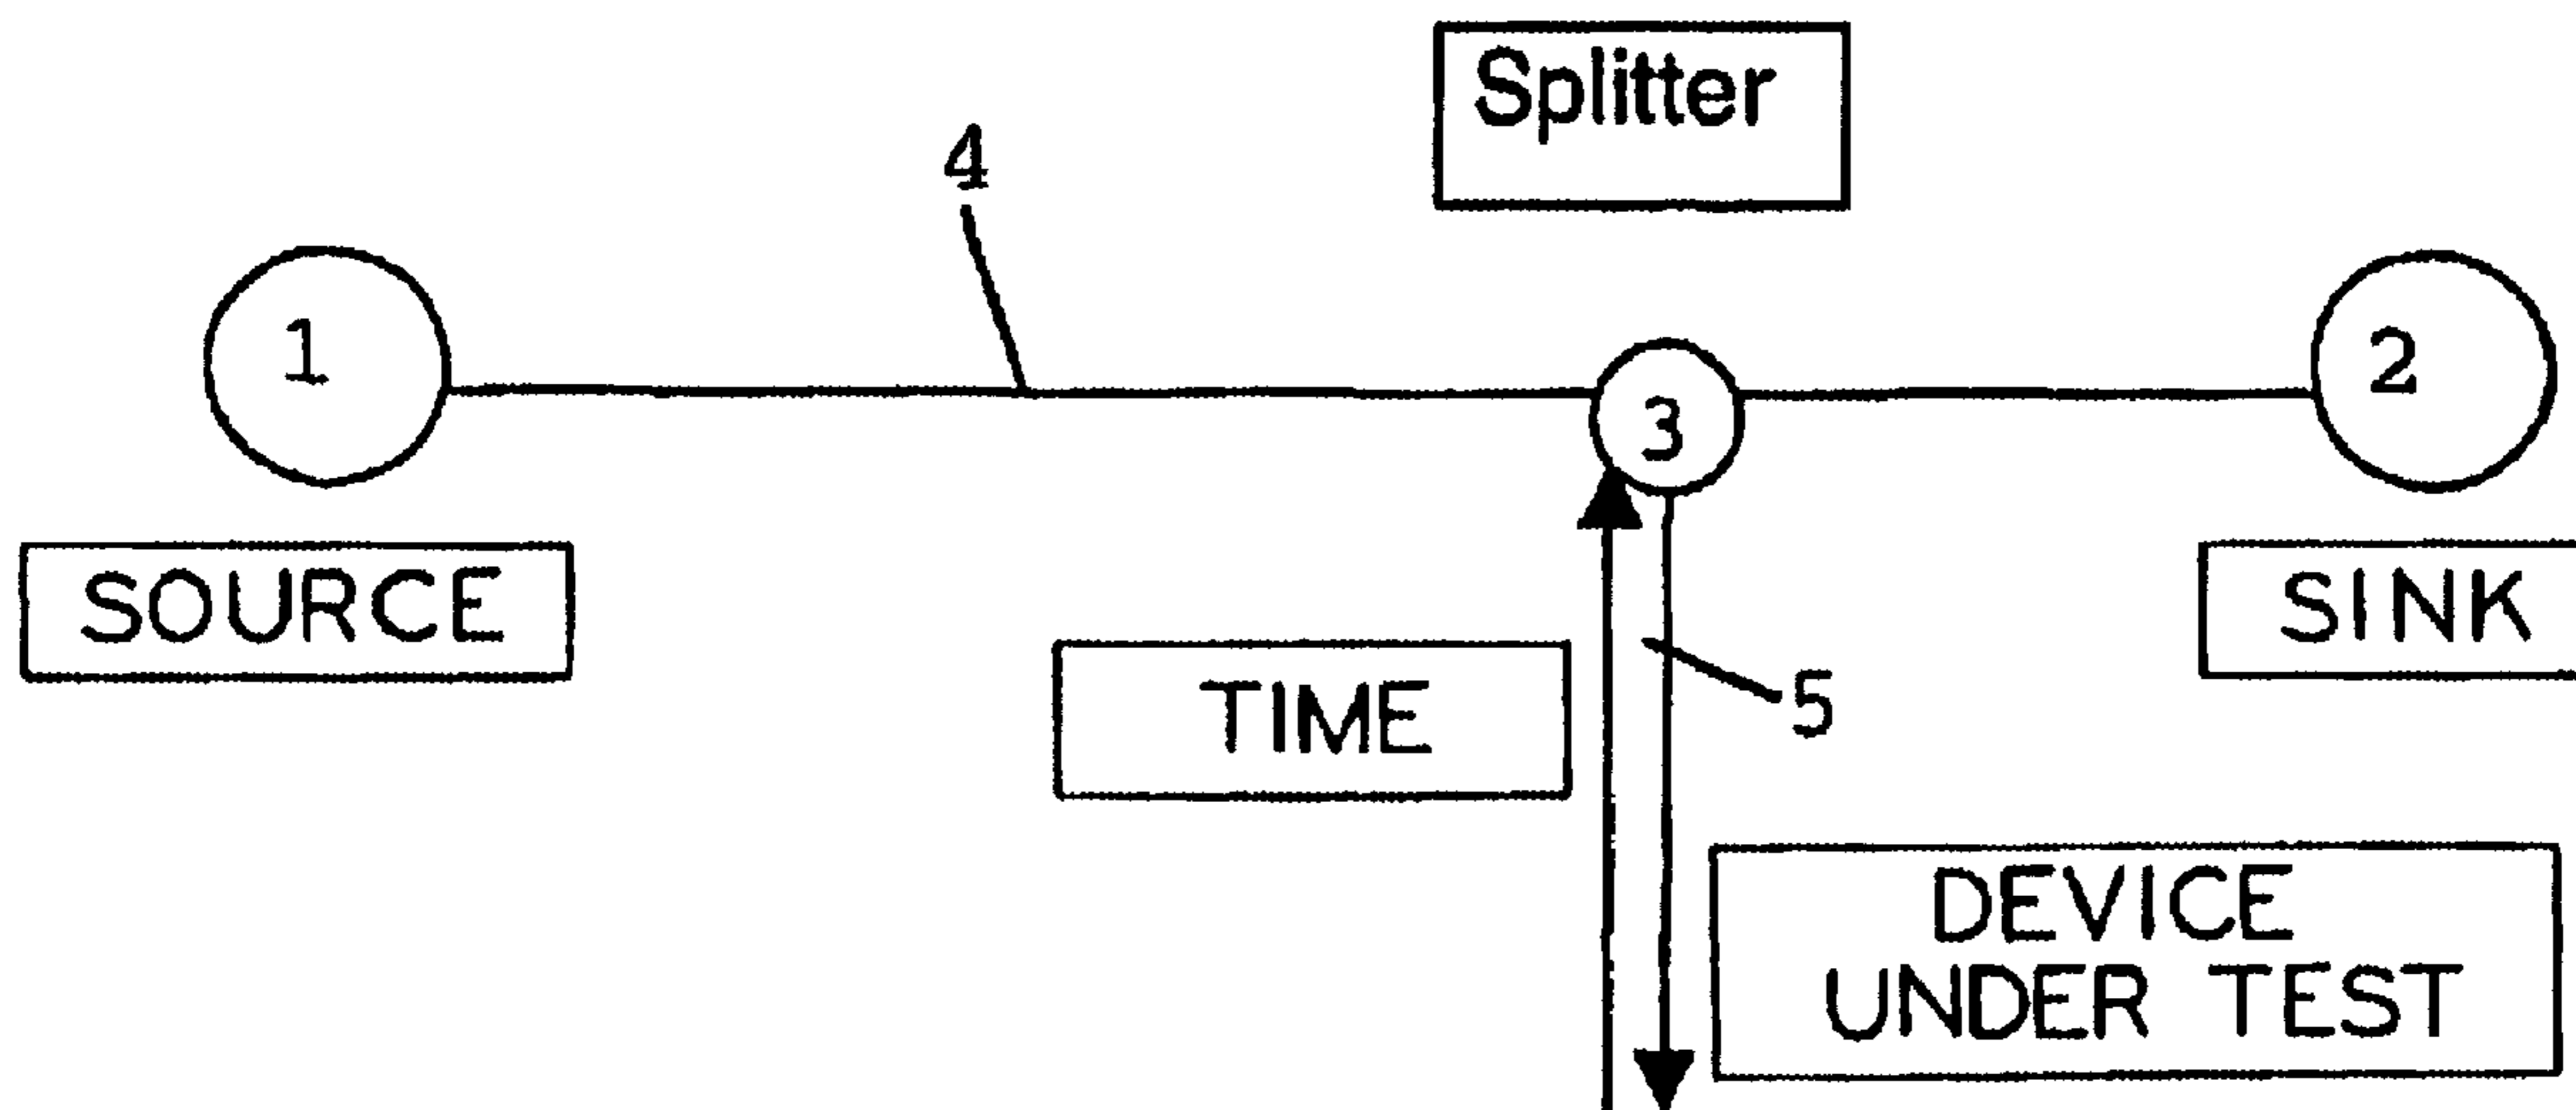 Splitter
4
1
3
2
SOURCE
SINK
TIME
5
DEVICE
UNDER TEST